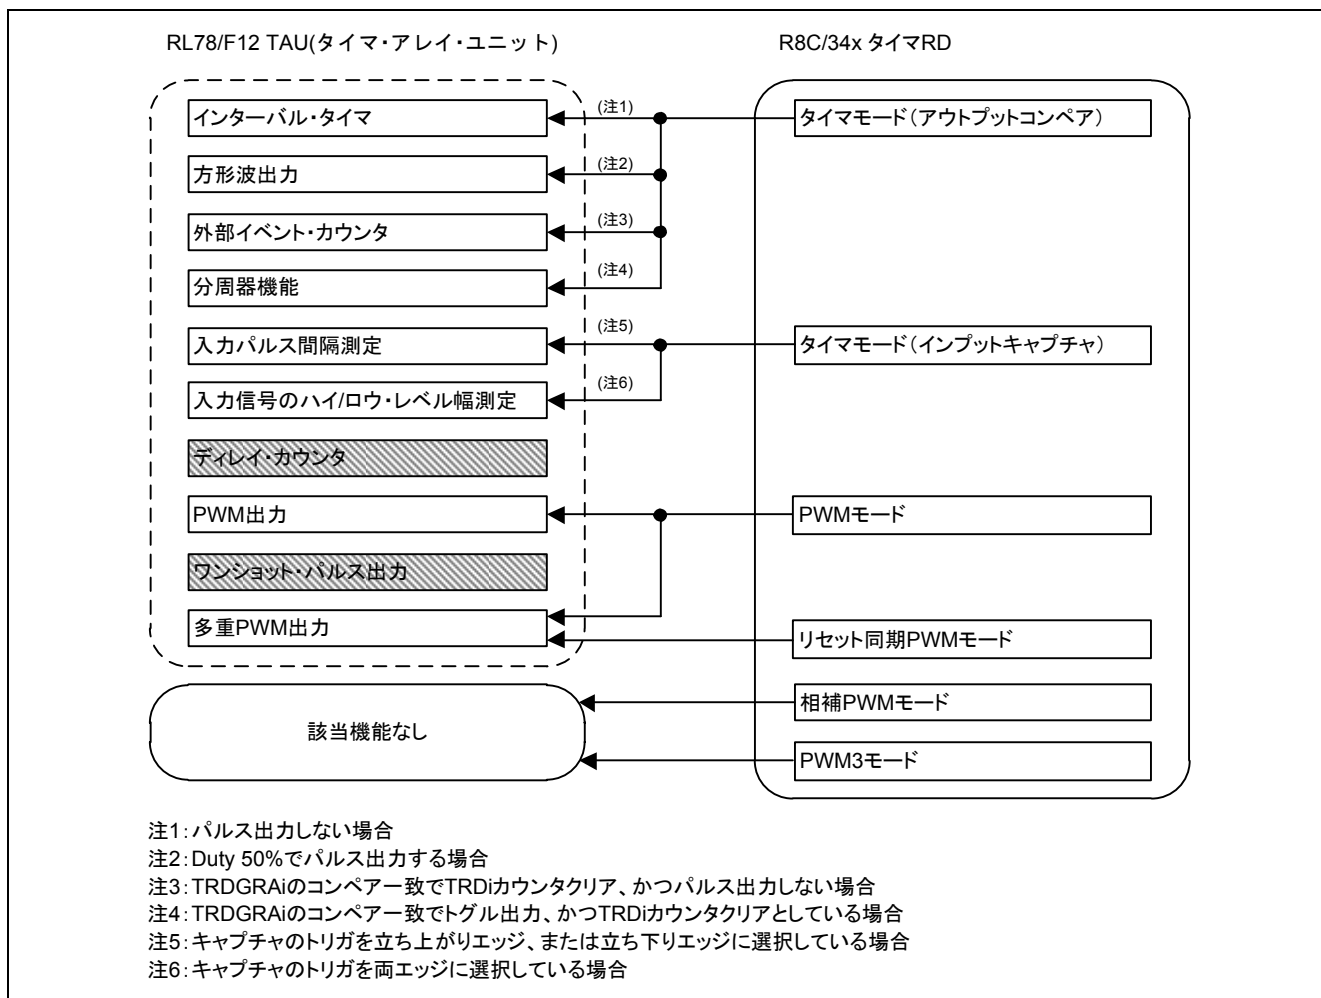 RL78/F12 TAU(タイマ・アレイ・ユニット)
R8C/34x タイマRD
インターバル・タイマ
(注1)
タイマモード(アウトプットコンペア)
方形波出力
(注2)
外部イベント・カウンタ
(注3)
分周器機能
(注4)
入力パルス間隔測定
(注5)
タイマモード(インプットキャプチャ)
入力信号のハイ/ロウ・レベル幅測定
(注6)
ディレイ・カウンタ
PWM出力
PWMモード
ワンショット・パルス出力
多重PWM出力
リセット同期PWMモード
相補PWMモード
該当機能なし
PWM3モード
注1:パルス出力しない場合
注2:Duty 50%でパルス出力する場合
注3:TRDGRAiのコンペア一致でTRDiカウンタクリア、かつパルス出力しない場合
注4:TRDGRAiのコンペア一致でトグル出力、かつTRDiカウンタクリアとしている場合
注5:キャプチャのトリガを立ち上がりエッジ、または立ち下りエッジに選択している場合
注6:キャプチャのトリガを両エッジに選択している場合